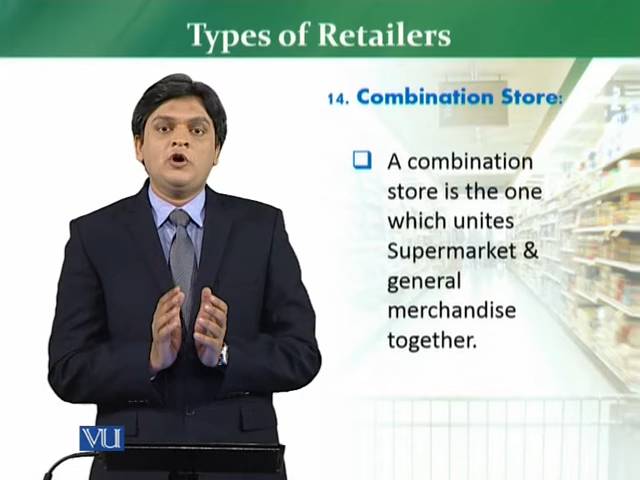 Types of Retailers
14. Combination Store:
A combination
store is the one
which unites
Supermarket &
general
merchandise
together.
VU